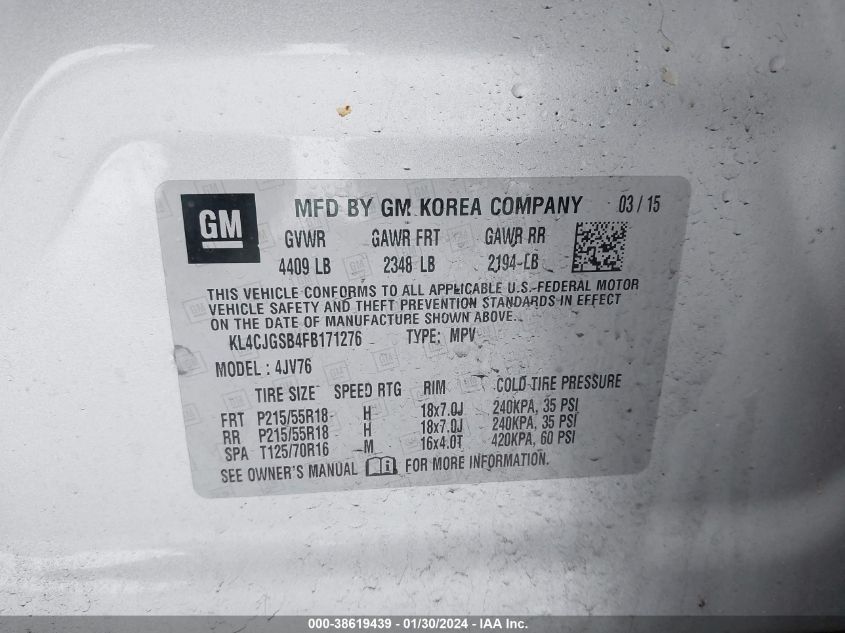 GM
MFD BY GM KOREA COMPANY 03 / 15
GVWR GAWR FRT GAWR RR
4409 LB 2348 LB 2194 LB
THIS VEHICLE CONFORMS TO ALL APPLICABLE U.S. FEDERAL MOTOR
VEHICLE SAFETY AND THEFT PREVENTION STANDARDS IN EFFECT
ON THE DATE OF MANUFACTURE SHOWN ABOVE.
KL4CJGSB4FB171276 TYPE: MPV
MODEL : 4JV76
TIRE SIZE SPEED RTG RIM COLD TIRE PRESSURE
FRT P215/55R18 H 18x7.0J 240KPA, 35 PSI
RR P215/55R18 H 18x7.0J 240KPA, 35 PSI
SPA T125/70R16 M 16x4.0T 420KPA, 60 PSI
SEE OWNER'S MANUAL FOR MORE INFORMATION.
000-38619439 - 01/30/2024 - IAA Inc.